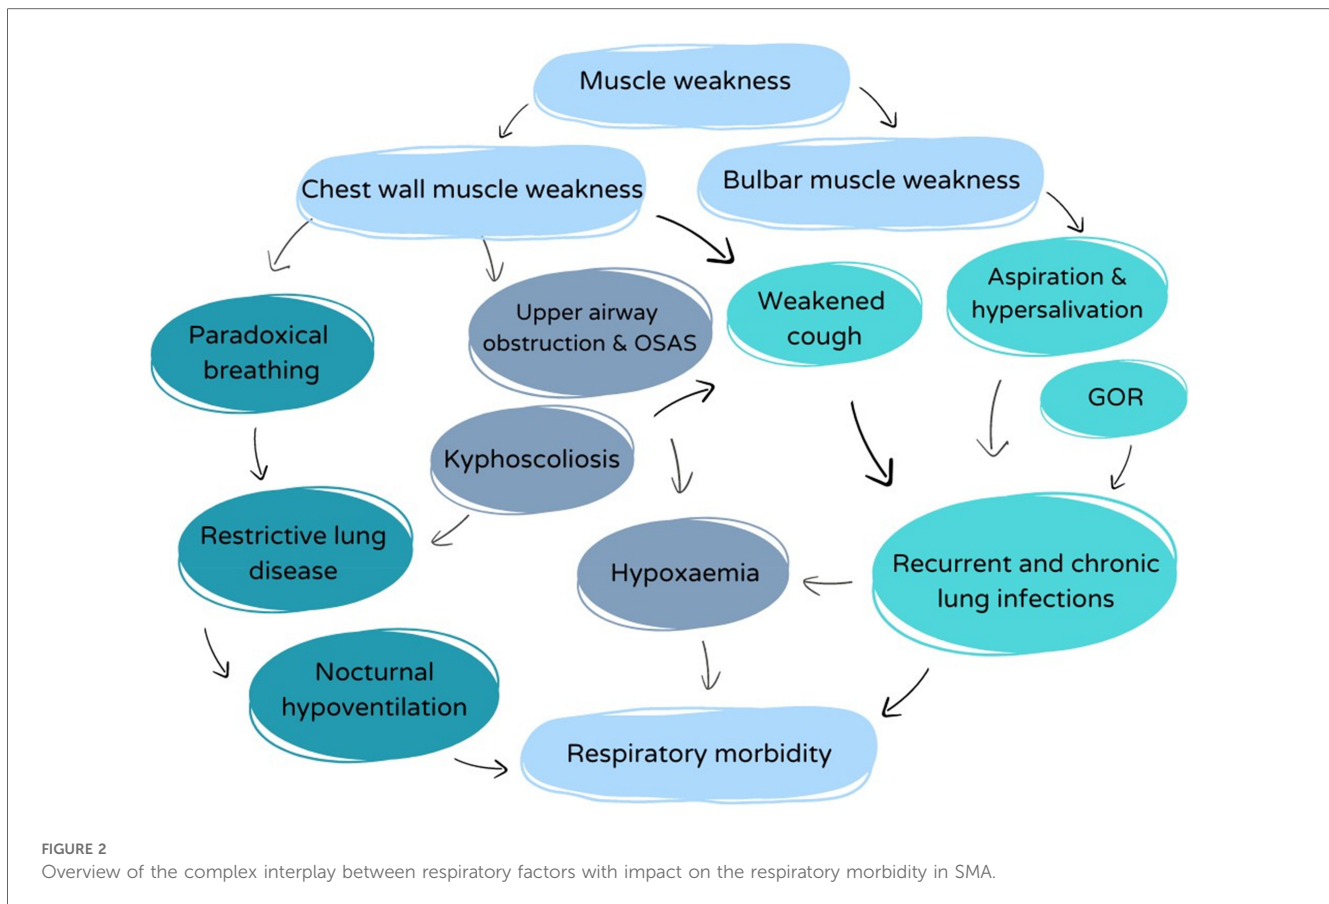 Muscle weakness
Chest wall muscle weakness
Bulbar muscle weakness
Paradoxical
breathing
Upper airway
obstruction & OSAS
Weakened
cough
Aspiration &
hypersalivation
GOR
Kyphoscoliosis
Restrictive lung
disease
Hypoxaemia
Recurrent and chronic
lung infections
Nocturnal
hypoventilation
Respiratory morbidity
FIGURE 2
Overview of the complex interplay between respiratory factors with impact on the respiratory morbidity in SMA.